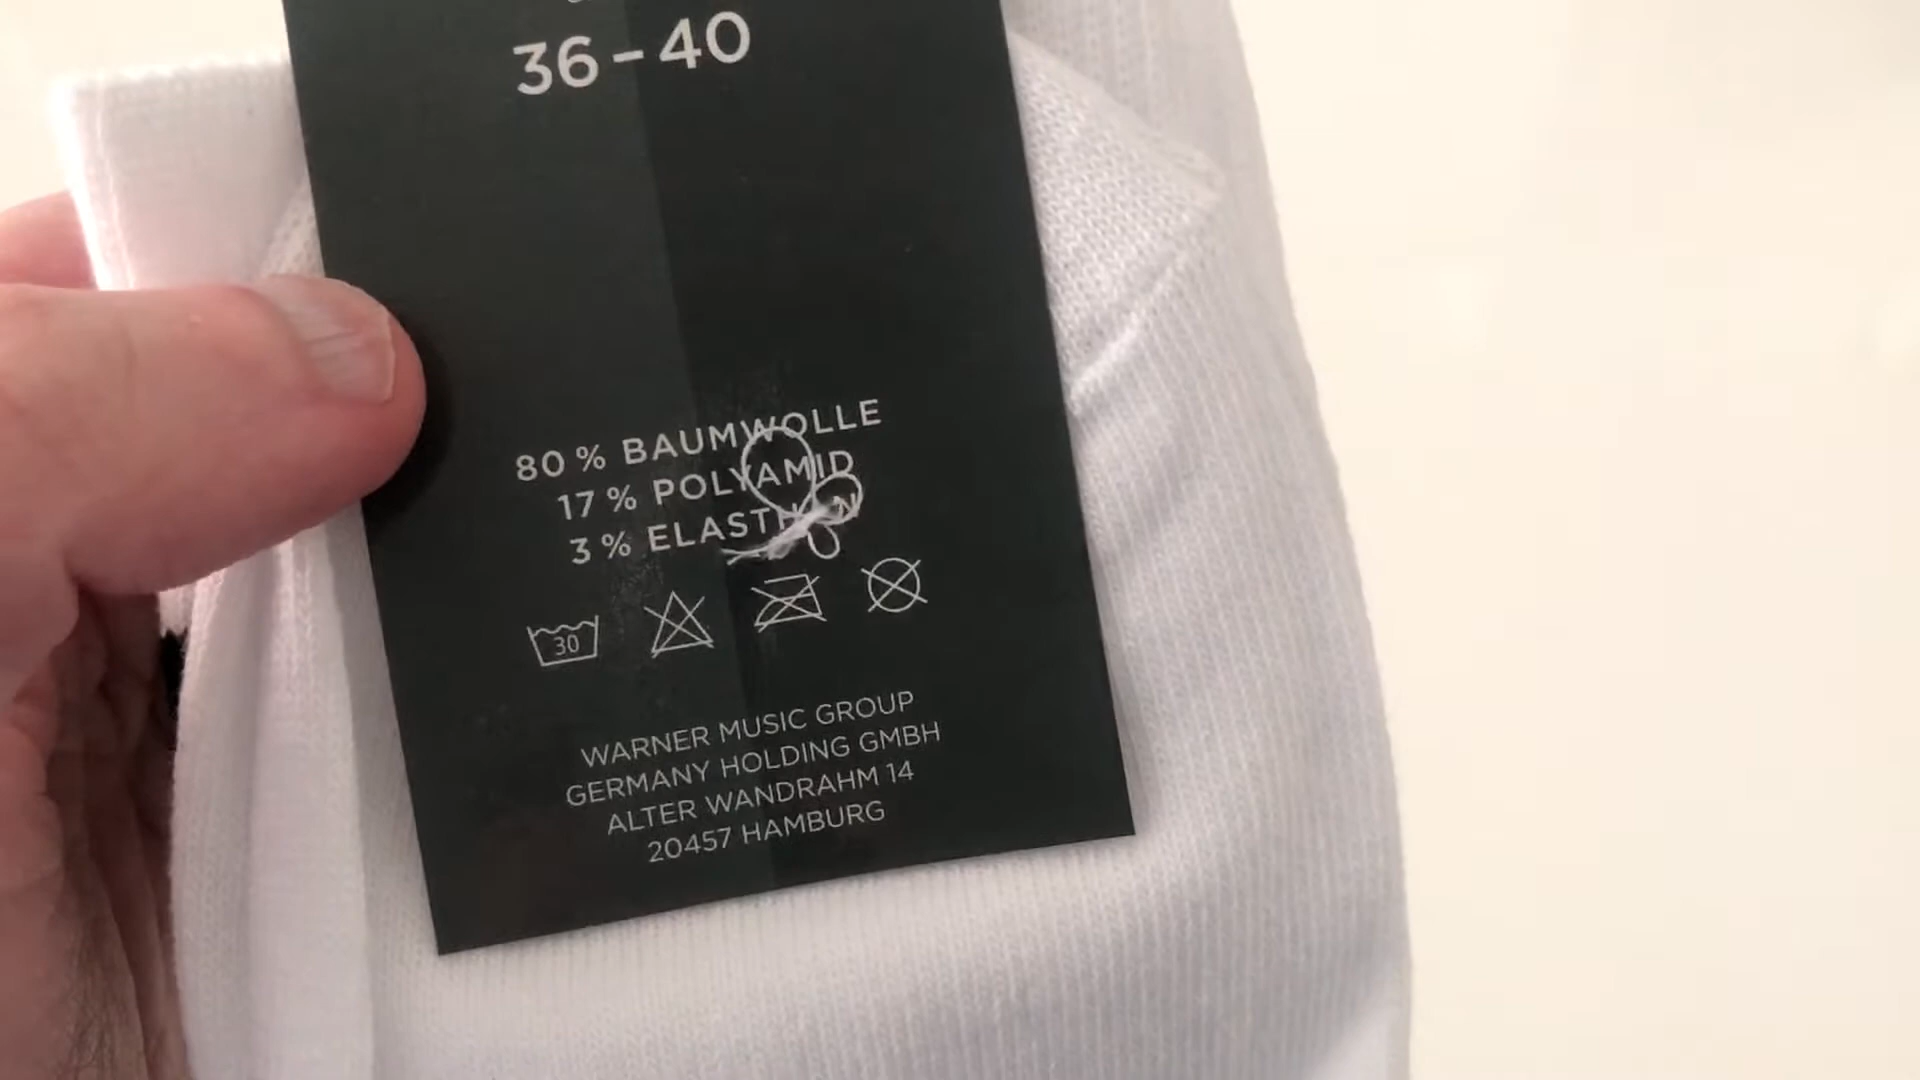 36 – 40
80 % BAUMWOLLE
17 % POLYAMID
3 % ELASTHAN
30
WARNER MUSIC GROUP
GERMANY HOLDING GMBH
ALTER WANDRAHM 14
20457 HAMBURG